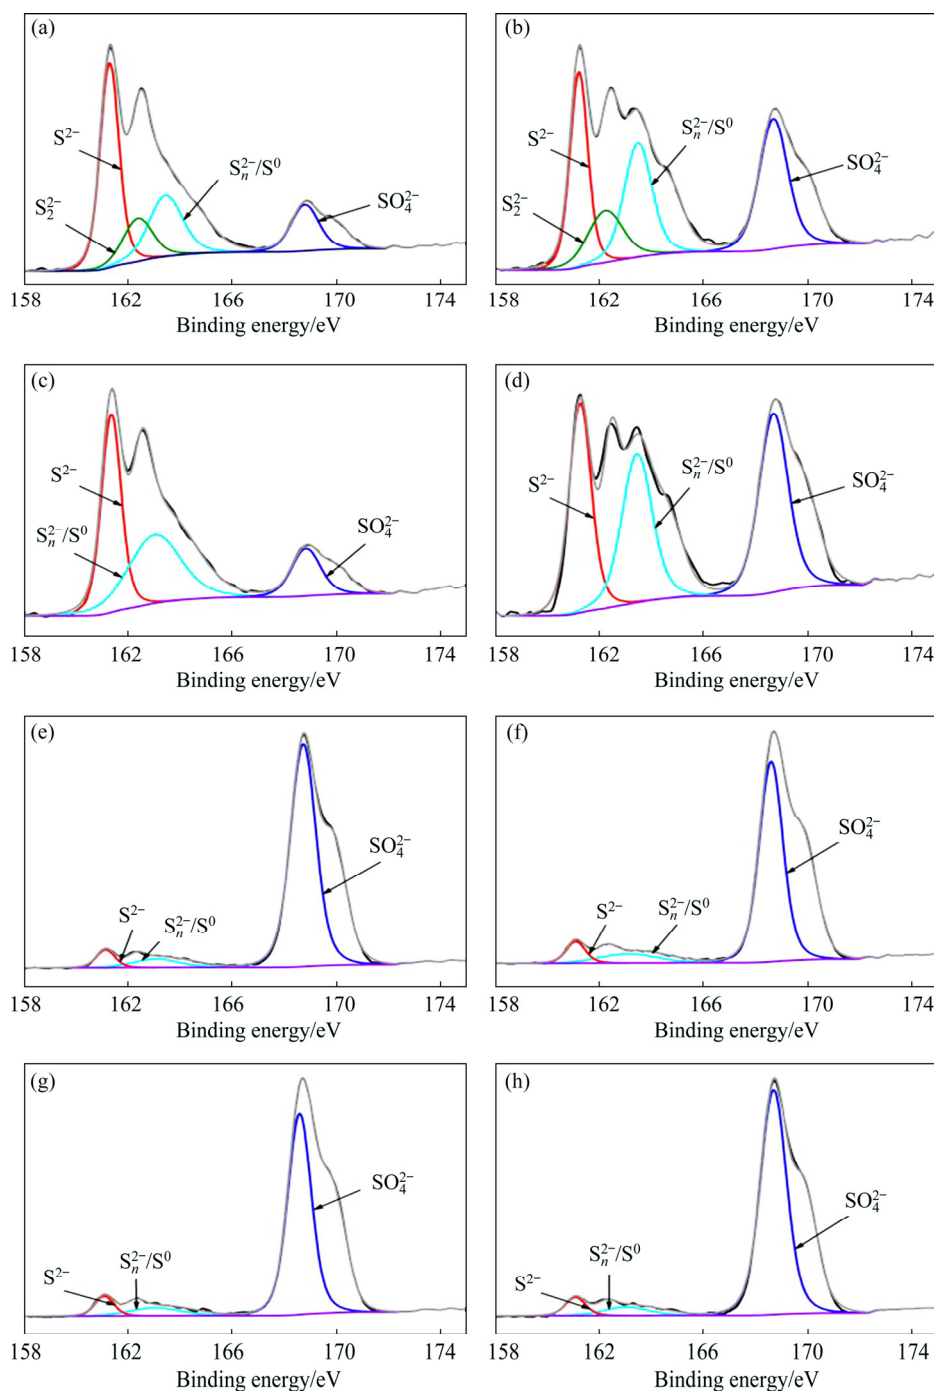 (a)
S²⁻
S₂²⁻
Sₙ²⁻/S⁰
SO₄²⁻
158 162 166 170 174
Binding energy/eV
(b)
S²⁻
S₂²⁻
Sₙ²⁻/S⁰
SO₄²⁻
158 162 166 170 174
Binding energy/eV
(c)
S²⁻
Sₙ²⁻/S⁰
SO₄²⁻
158 162 166 170 174
Binding energy/eV
(d)
S²⁻
Sₙ²⁻/S⁰
SO₄²⁻
158 162 166 170 174
Binding energy/eV
(e)
S²⁻
Sₙ²⁻/S⁰
SO₄²⁻
158 162 166 170 174
Binding energy/eV
(f)
S²⁻
Sₙ²⁻/S⁰
SO₄²⁻
158 162 166 170 174
Binding energy/eV
(g)
S²⁻
Sₙ²⁻/S⁰
SO₄²⁻
158 162 166 170 174
Binding energy/eV
(h)
S²⁻
Sₙ²⁻/S⁰
SO₄²⁻
158 162 166 170 174
Binding energy/eV